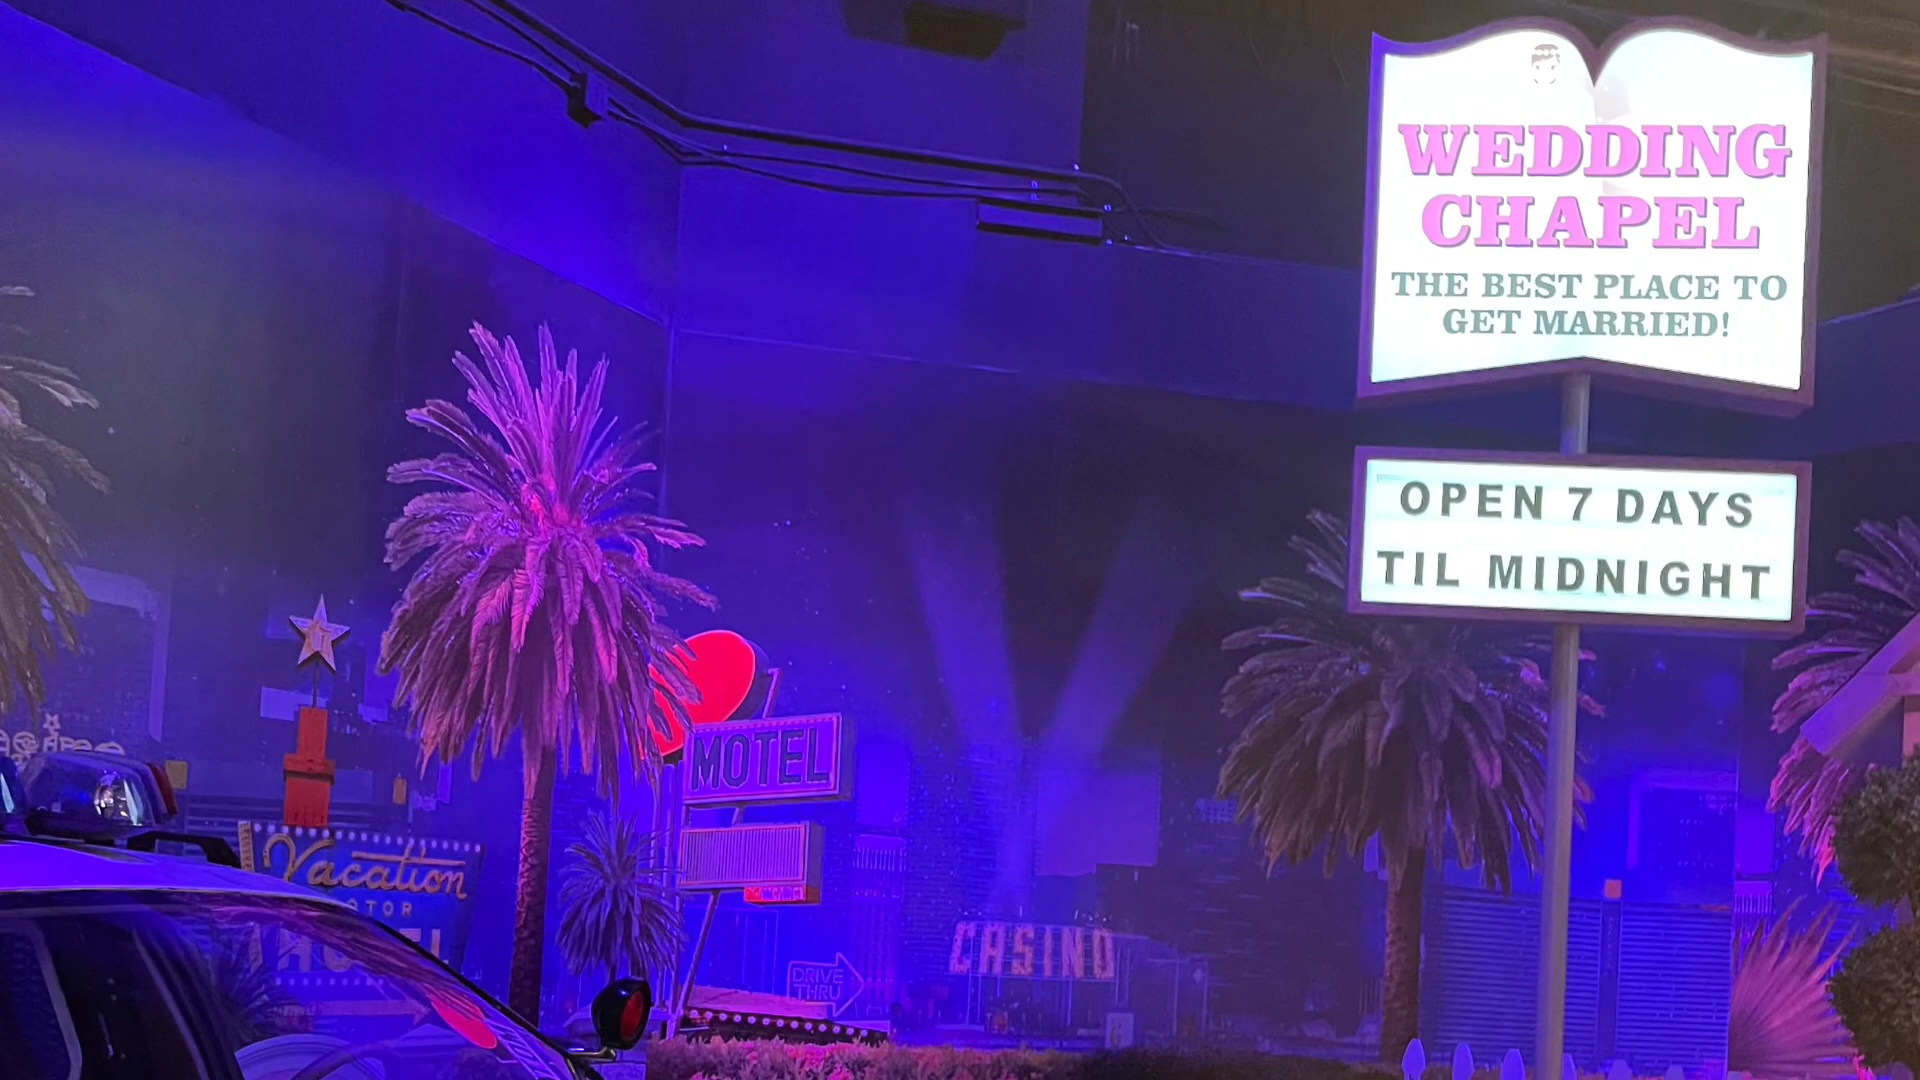 WEDDING
CHAPEL
THE BEST PLACE TO
GET MARRIED!
OPEN 7 DAYS
TIL MIDNIGHT
MOTEL
Vacation
CASINO
DRIVE
THRU